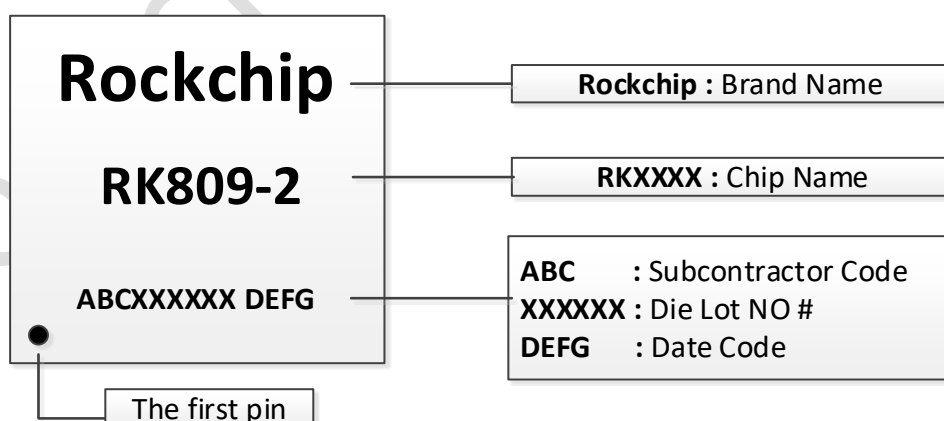 Rockchip
Rockchip : Brand Name
RK809-2
RKXXXX : Chip Name
ABCXXXXXX DEFG
ABC : Subcontractor Code
XXXXXX : Die Lot NO #
DEFG : Date Code
The first pin